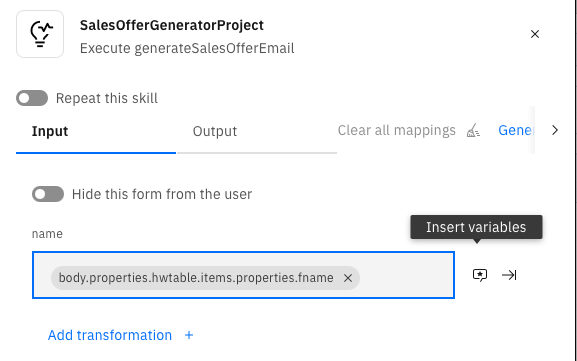 SalesOfferGeneratorProject
Execute generateSalesOfferEmail
Repeat this skill
Input
Output
Clear all mappings
Gene
Hide this form from the user
Insert variables
name
body.properties.hwtable.items.properties.fname
Add transformation +